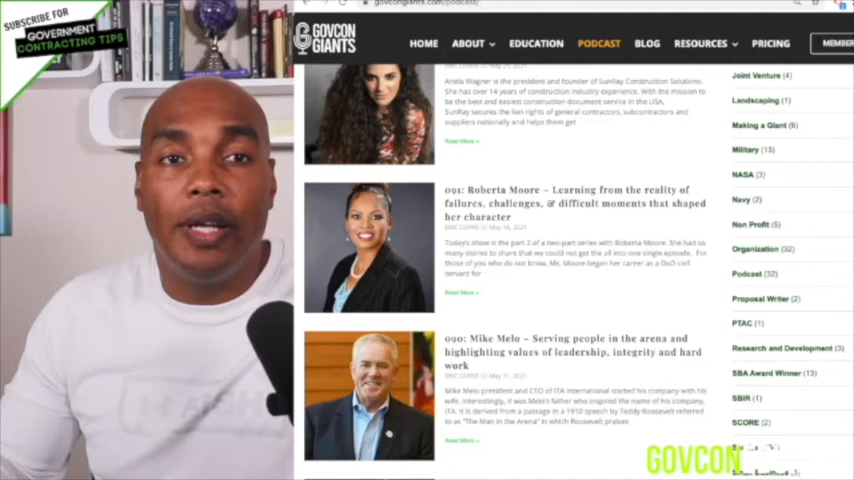 SUBSCRIBE FOR
GOVERNMENT
CONTRACTING TIPS
govcongiants.com/podcast/
GOVCON
GIANTS
HOME ABOUT EDUCATION PODCAST BLOG RESOURCES PRICING MEMBER
Ariela Wagner is the president and founder of SunRay Construction Solutions.
She has over 14 years of construction industry experience. With the mission to
be the best and easiest construction document service in the USA,
SunRay secures the lien rights of general-contractors, subcontractors and
suppliers nationally and helps them get
Read More »
091: Roberta Moore – Learning from the reality of
failures, challenges, & difficult moments that shaped
her character
ERIC COFFIE May 18, 2021
Today's show is the part 2 of a two-part series with Roberta Moore. She had so
many stories to share that we could not get the all into one single episode. For
those of you who do not know, Ms. Moore began her career as a DoD civil
servant for
Read More »
090: Mike Melo – Serving people in the arena and
highlighting values of leadership, integrity and hard
work
ERIC COFFIE May 11, 2021
Mike Melo president and CEO of ITA International started his company with his
wife. Interestingly, it was Melo's father who inspired the name of his company,
ITA. It is derived from a passage in a 1910 speech by Teddy Roosevelt referred
to as "The Man in the Arena" in which Roosevelt praises
Read More »
Joint Venture (4)
Landscaping (1)
Making a Giant (6)
Military (13)
NASA (3)
Navy (2)
Non Profit (5)
Organization (32)
Podcast (32)
Proposal Writer (2)
PTAC (1)
Research and Development (3)
SBA Award Winner (13)
SBIR (1)
SCORE (2)
GOVCON